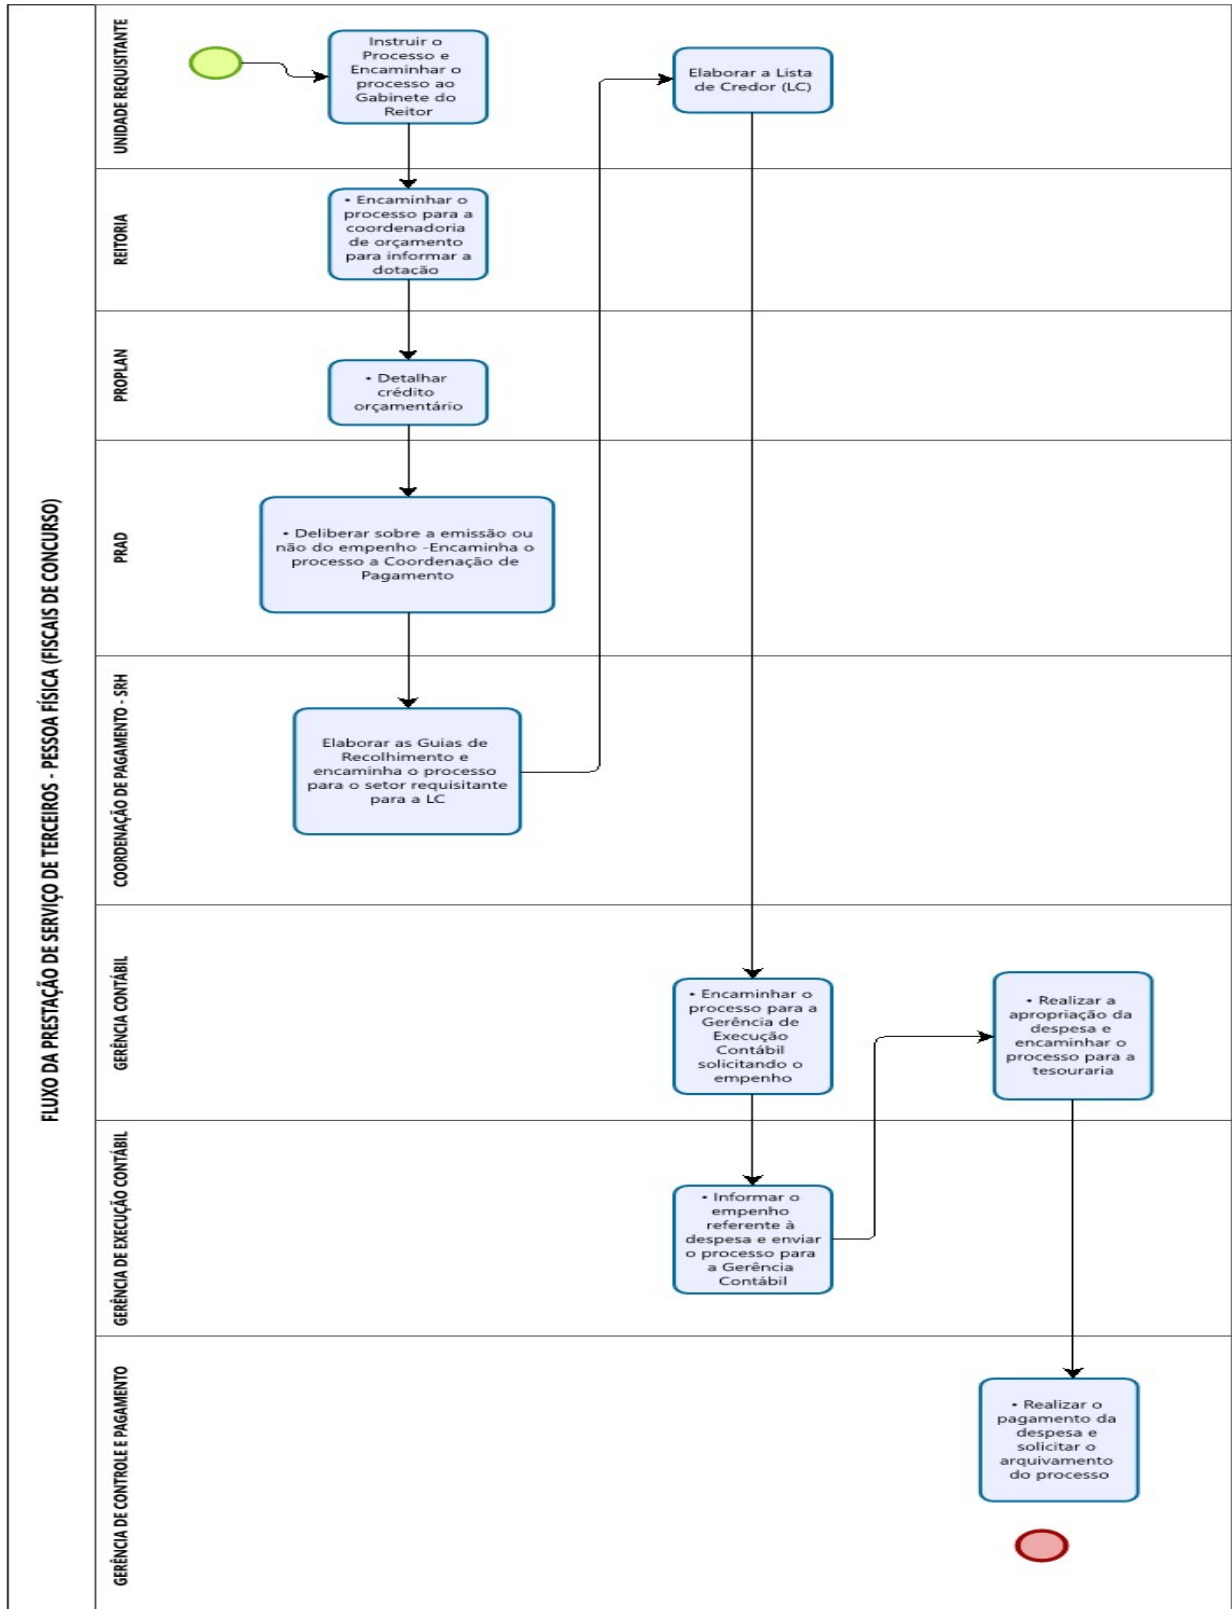 FLUXO DA PRESTAÇÃO DE SERVIÇO DE TERCEIROS - PESSOA FÍSICA (FISCAIS DE CONCURSO)
UNIDADE REQUISITANTE
Instruir o
Processo e
Encaminhar o
processo ao
Gabinete do
Reitor
Elaborar a Lista
de Credor (LC)
REITORIA
• Encaminhar o
processo para a
coordenadoria
de orçamento
para informar a
dotação
PROPLAN
• Detalhar
crédito
orçamentário
PRAD
• Deliberar sobre a emissão ou
não do empenho -Encaminha o
processo a Coordenação de
Pagamento
COORDENAÇÃO DE PAGAMENTO - SRH
Elaborar as Guias de
Recolhimento e
encaminha o processo
para o setor requisitante
para a LC
GERÊNCIA CONTÁBIL
• Encaminhar o
processo para a
Gerência de
Execução
Contábil
solicitando o
empenho
• Realizar a
apropriação da
despesa e
encaminhar o
processo para a
tesouraria
GERÊNCIA DE EXECUÇÃO CONTÁBIL
• Informar o
empenho
referente à
despesa e enviar
o processo para
a Gerência
Contábil
GERÊNCIA DE CONTROLE E PAGAMENTO
• Realizar o
pagamento da
despesa e
solicitar o
arquivamento
do processo